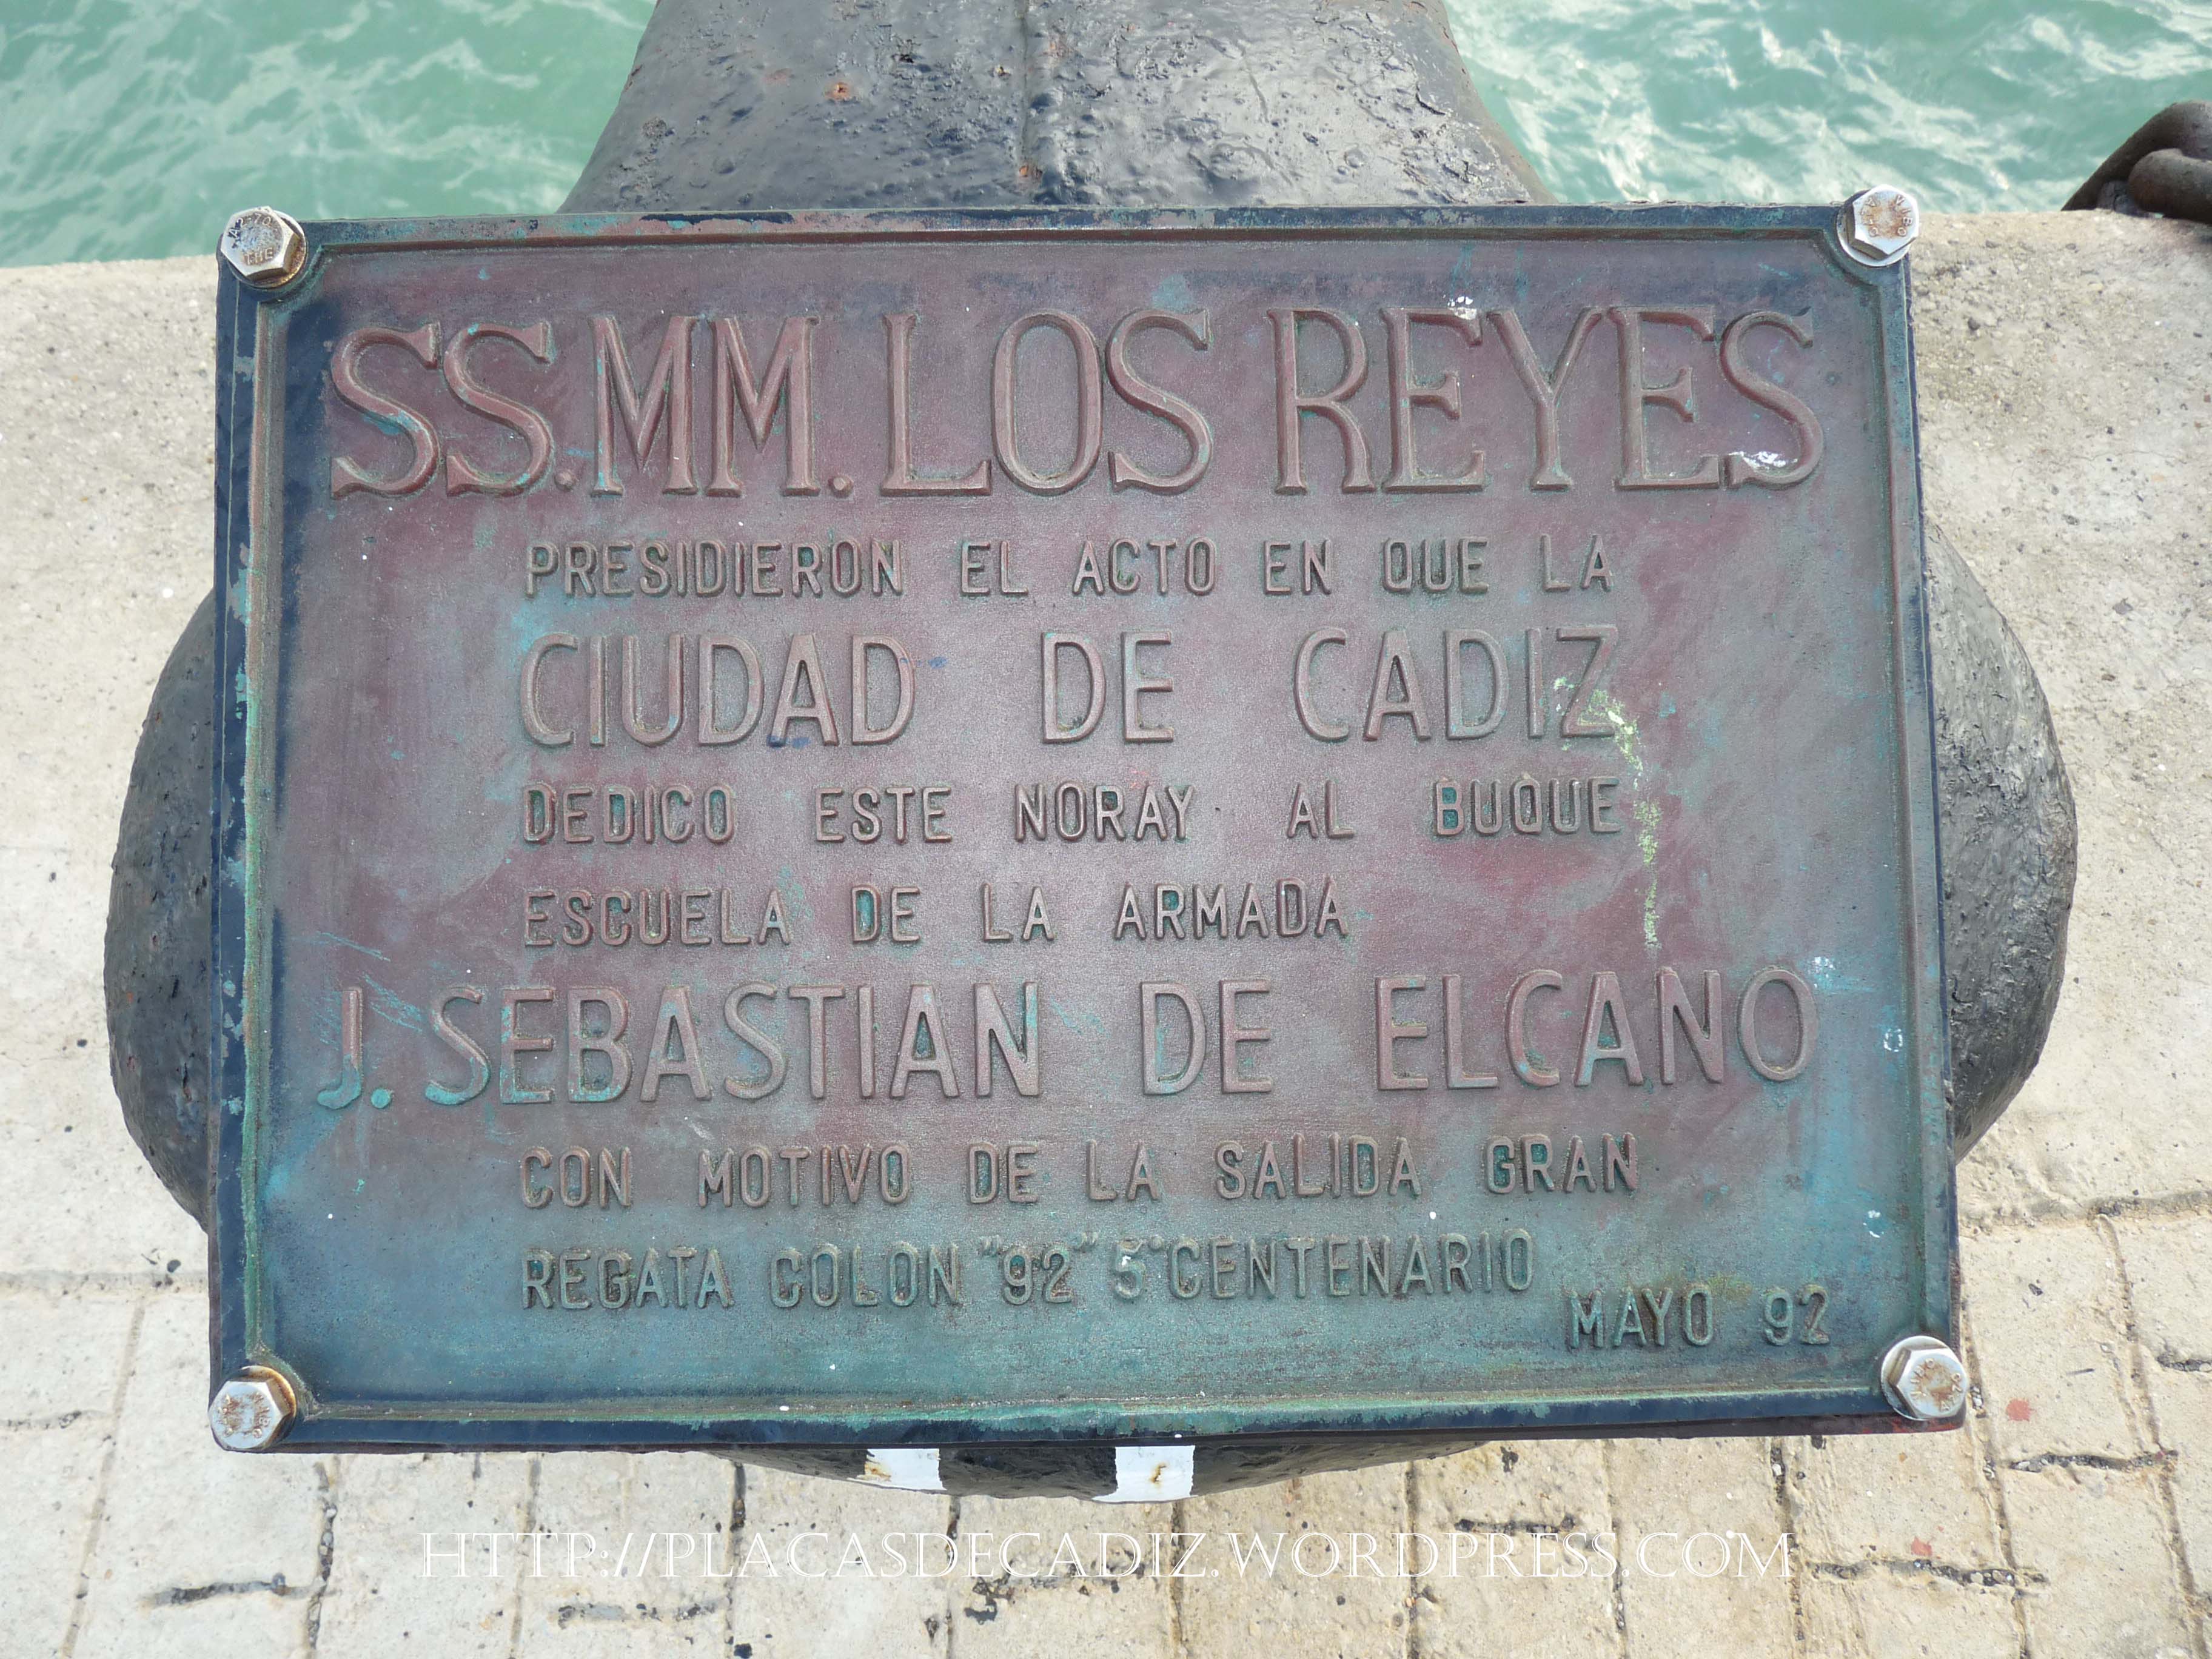 SS.MM. LOS REYES
PRESIDIERON EL ACTO EN QUE LA
CIUDAD DE CADIZ
DEDICO ESTE NORAY AL BUQUE
ESCUELA DE LA ARMADA
J. SEBASTIAN DE ELCANO
CON MOTIVO DE LA SALIDA GRAN
REGATA COLON "92" 5° CENTENARIO
MAYO 92
HTTP://PLACASDECADIZ.WORDPRESS.COM